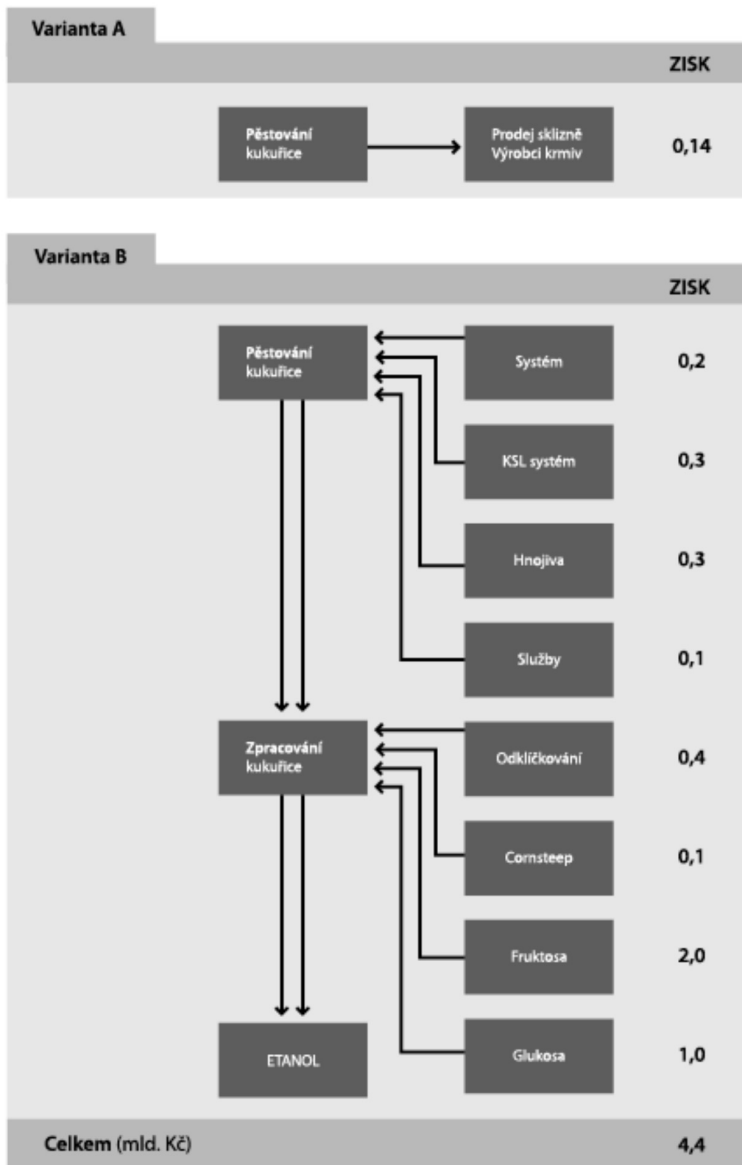 Varianta A
ZISK
Pěstování
kukuřice
Prodej sklizně
Výrobci krmiv
0,14
Varianta B
ZISK
Pěstování
kukuřice
Systém
0,2
KSL systém
0,3
Hnojiva
0,3
Služby
0,1
Zpracování
kukuřice
Odklíčkování
0,4
Cornsteep
0,1
Fruktosa
2,0
ETANOL
Glukosa
1,0
Celkem (mld. Kč)
4,4